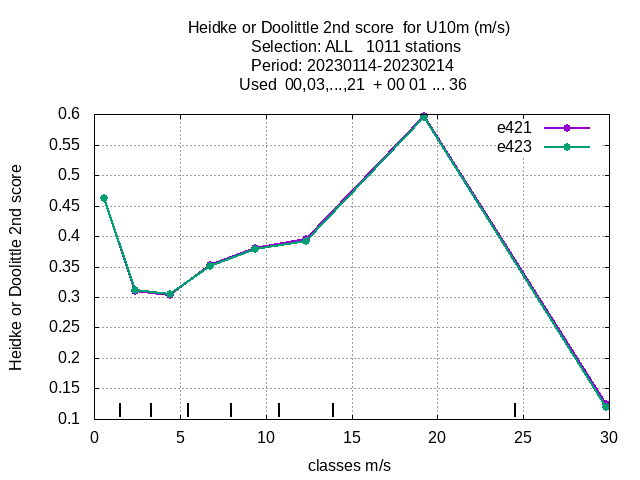 Heidke or Doolittle 2nd score  for U10m (m/s)
Selection: ALL   1011 stations
Period: 20230114-20230214
Used  00,03,...,21  + 00 01 ... 36
e421
e423
0.6
0.55
0.5
0.45
0.4
0.35
0.3
0.25
0.2
0.15
0.1
Heidke or Doolittle 2nd score
0 5 10 15 20 25 30
classes m/s